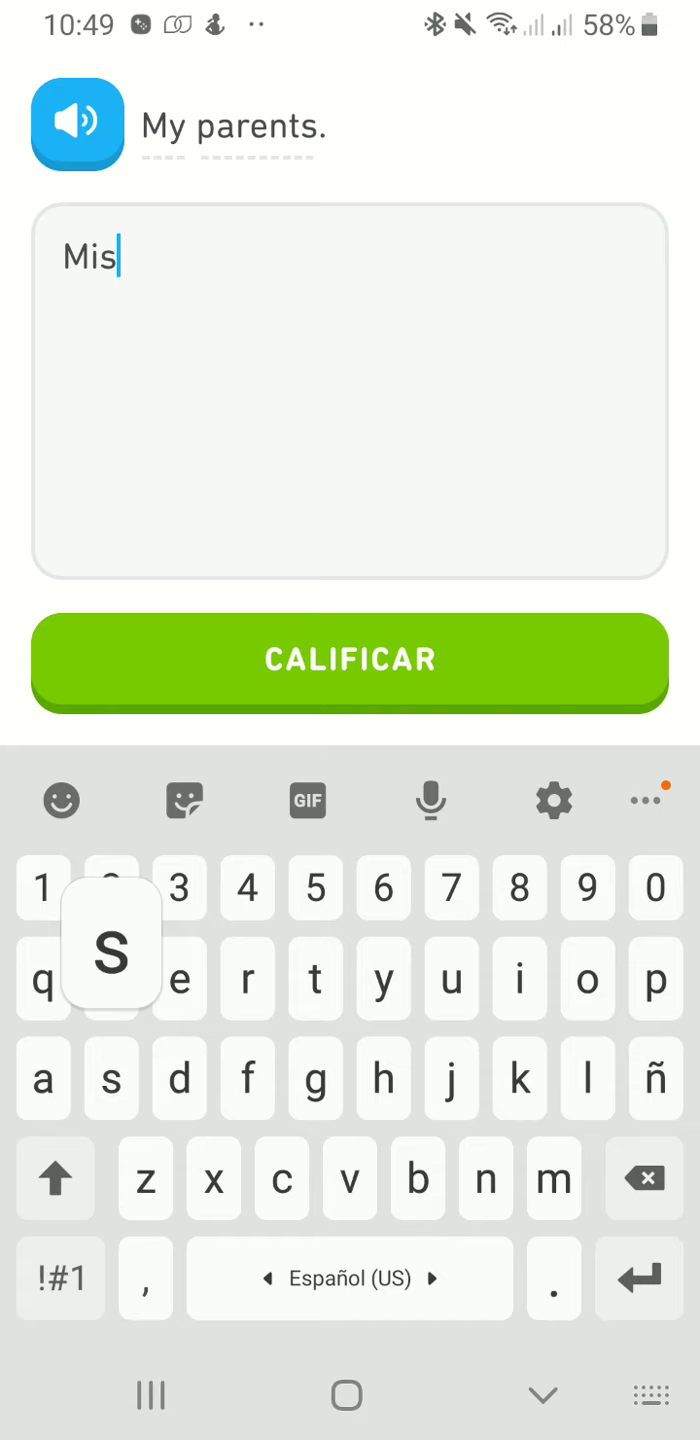 10:49
58%
My parents.
Mis
CALIFICAR
GIF
1 3 4 5 6 7 8 9 0
s
q e r t y u i o p
a s d f g h j k l ñ
z x c v b n m
!#1 , Español (US) .